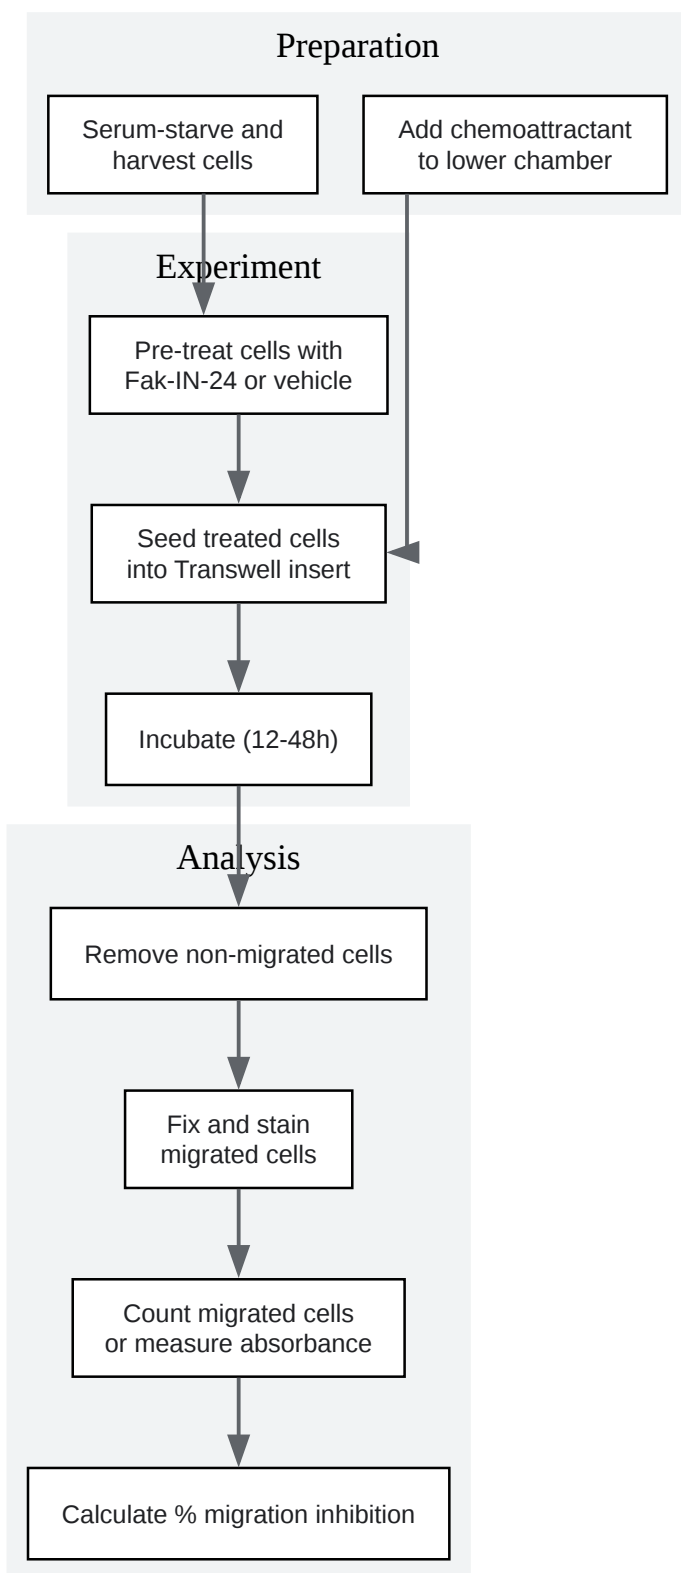 Preparation
Serum-starve and
harvest cells
Add chemoattractant
to lower chamber
Experiment
Pre-treat cells with
Fak-IN-24 or vehicle
Seed treated cells
into Transwell insert
Incubate (12-48h)
Analysis
Remove non-migrated cells
Fix and stain
migrated cells
Count migrated cells
or measure absorbance
Calculate % migration inhibition